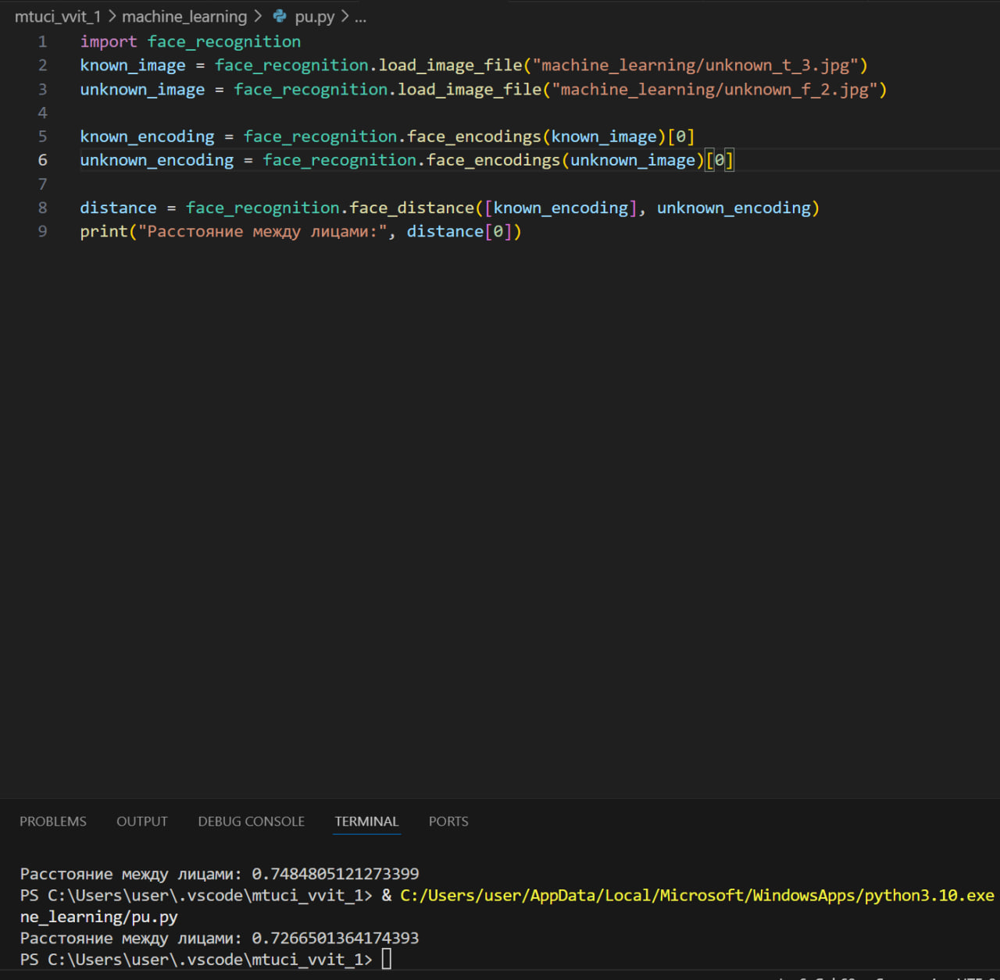 mtuci_vvit_1 > machine_learning > pu.py > ...
1 import face_recognition
2 known_image = face_recognition.load_image_file("machine_learning/unknown_t_3.jpg")
3 unknown_image = face_recognition.load_image_file("machine_learning/unknown_f_2.jpg")
4
5 known_encoding = face_recognition.face_encodings(known_image)[0]
6 unknown_encoding = face_recognition.face_encodings(unknown_image)[0]
7
8 distance = face_recognition.face_distance([known_encoding], unknown_encoding)
9 print("Расстояние между лицами:", distance[0])
PROBLEMS OUTPUT DEBUG CONSOLE TERMINAL PORTS
Расстояние между лицами: 0.7484805121273399
PS C:\Users\user\.vscode\mtuci_vvit_1> & C:/Users/user/AppData/Local/Microsoft/WindowsApps/python3.10.exe
ne_learning/pu.py
Расстояние между лицами: 0.7266501364174393
PS C:\Users\user\.vscode\mtuci_vvit_1>